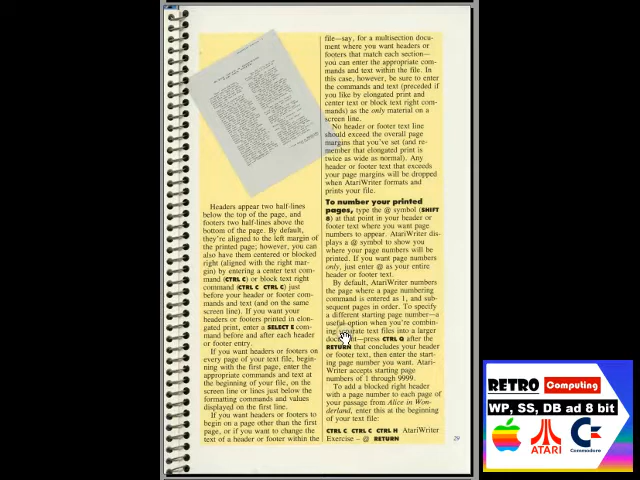 Headers appear two half-lines
below the top of the page, and
footers two half-lines above the
bottom of the page. By default,
they're aligned to the left margin of
the printed page; however, you can
also have them centered or blocked
right (aligned with the right mar-
gin) by entering a center text com-
mand (CTRL C) or block text right
command (CTRL C CTRL C) just
before your header or footer com-
mands and text (and on the same
screen line). If you want your
headers or footers printed in elon-
gated print, enter a SELECT E com-
mand before and after each header
or footer entry.
If you want headers or footers on
every page of your text file, begin-
ning with the first page, enter the
appropriate commands and text at
the beginning of your file, on the
screen line or lines just below the
formatting commands and values
displayed on the first line.
If you want headers or footers to
begin on a page other than the first
page, or if you want to change the
text of a header or footer within the
file—say, for a multisection docu-
ment where you want headers or
footers that match each section—
you can enter the appropriate com-
mands and text within the file. In
this case, however, be sure to enter
the commands and text (preceded if
you like by elongated print and
center text or block text right com-
mands) as the only material on a
screen line.
No header or footer text line
should exceed the overall page
margins that you've set (and re-
member that elongated print is
twice as wide as normal). Any
header or footer text that exceeds
your page margins will be dropped
when AtariWriter formats and
prints your file.
To number your printed
pages, type the @ symbol (SHIFT
8) at that point in your header or
footer text where you want page
numbers to appear. AtariWriter dis-
plays a @ symbol to show you
where your page numbers will be
printed. If you want page numbers
only, just enter @ as your entire
header or footer text.
By default, AtariWriter numbers
the page where a page numbering
command is entered as 1, and sub-
sequent pages in order. To specify
a different starting page number—a
useful option when you're combin-
ing separate text files into a larger
document—press CTRL Q after the
RETURN that concludes your header
or footer text, then enter the start-
ing page number you want. Atari-
Writer accepts starting page
numbers of 1 through 9999.
To add a blocked right header
with a page number to each page of
your passage from Alice in Won-
derland, enter this at the beginning
of your text file:
CTRL C CTRL C CTRL H AtariWriter
Exercise – @ RETURN
29
RETRO Computing
WP, SS, DB ad 8 bit
ATARI
Commodore